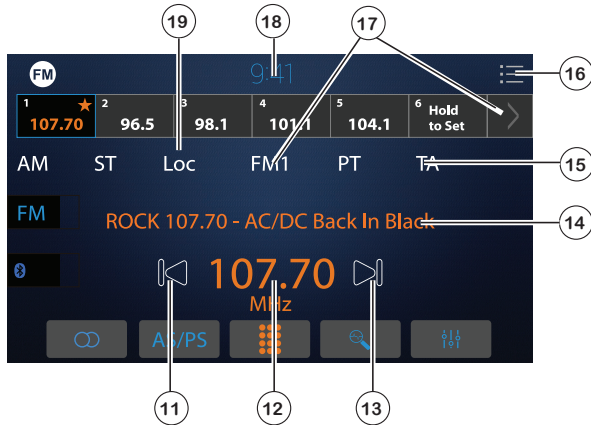 19 18 17
FM 9:41 16
1 2 3 4 5 6 Hold
107.70 96.5 98.1 101.1 104.1 to Set
AM ST Loc FM1 PT TA 15
FM ROCK 107.70 - AC/DC Back In Black 14
107.70
MHz
AS/PS
11 12 13